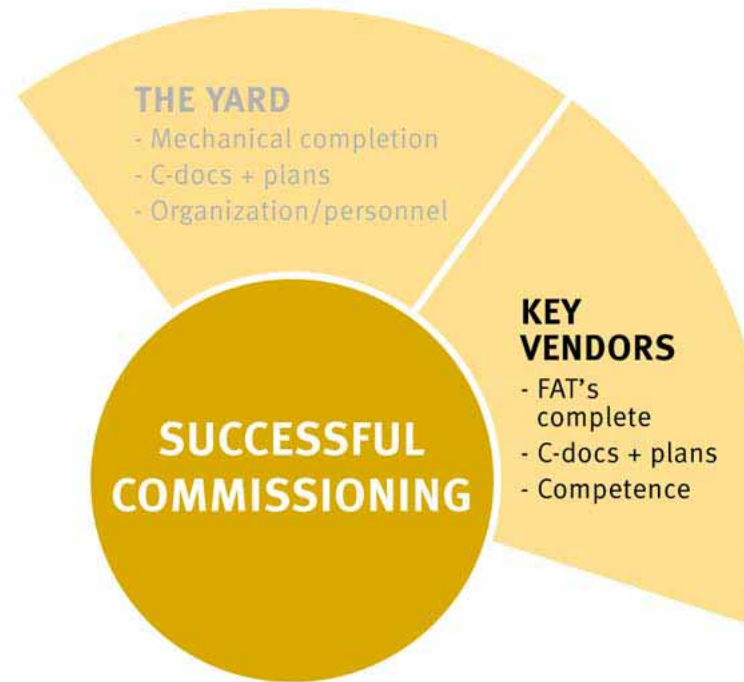 THE YARD
- Mechanical completion
- C-docs + plans
- Organization/personnel
KEY
VENDORS
- FAT's
complete
- C-docs + plans
- Competence
SUCCESSFUL
COMMISSIONING